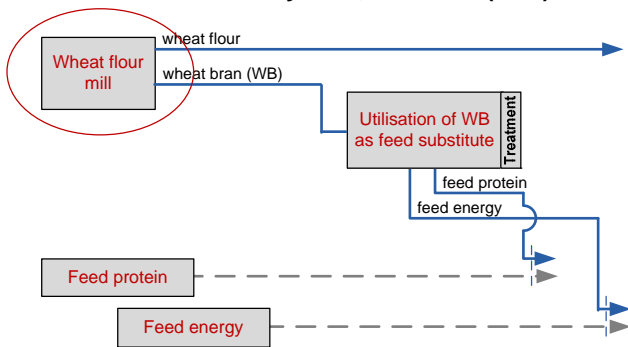 wheat flour
Wheat flour
mill
wheat bran (WB)
Utilisation of WB
as feed substitute
Treatment
feed protein
feed energy
Feed protein
Feed energy